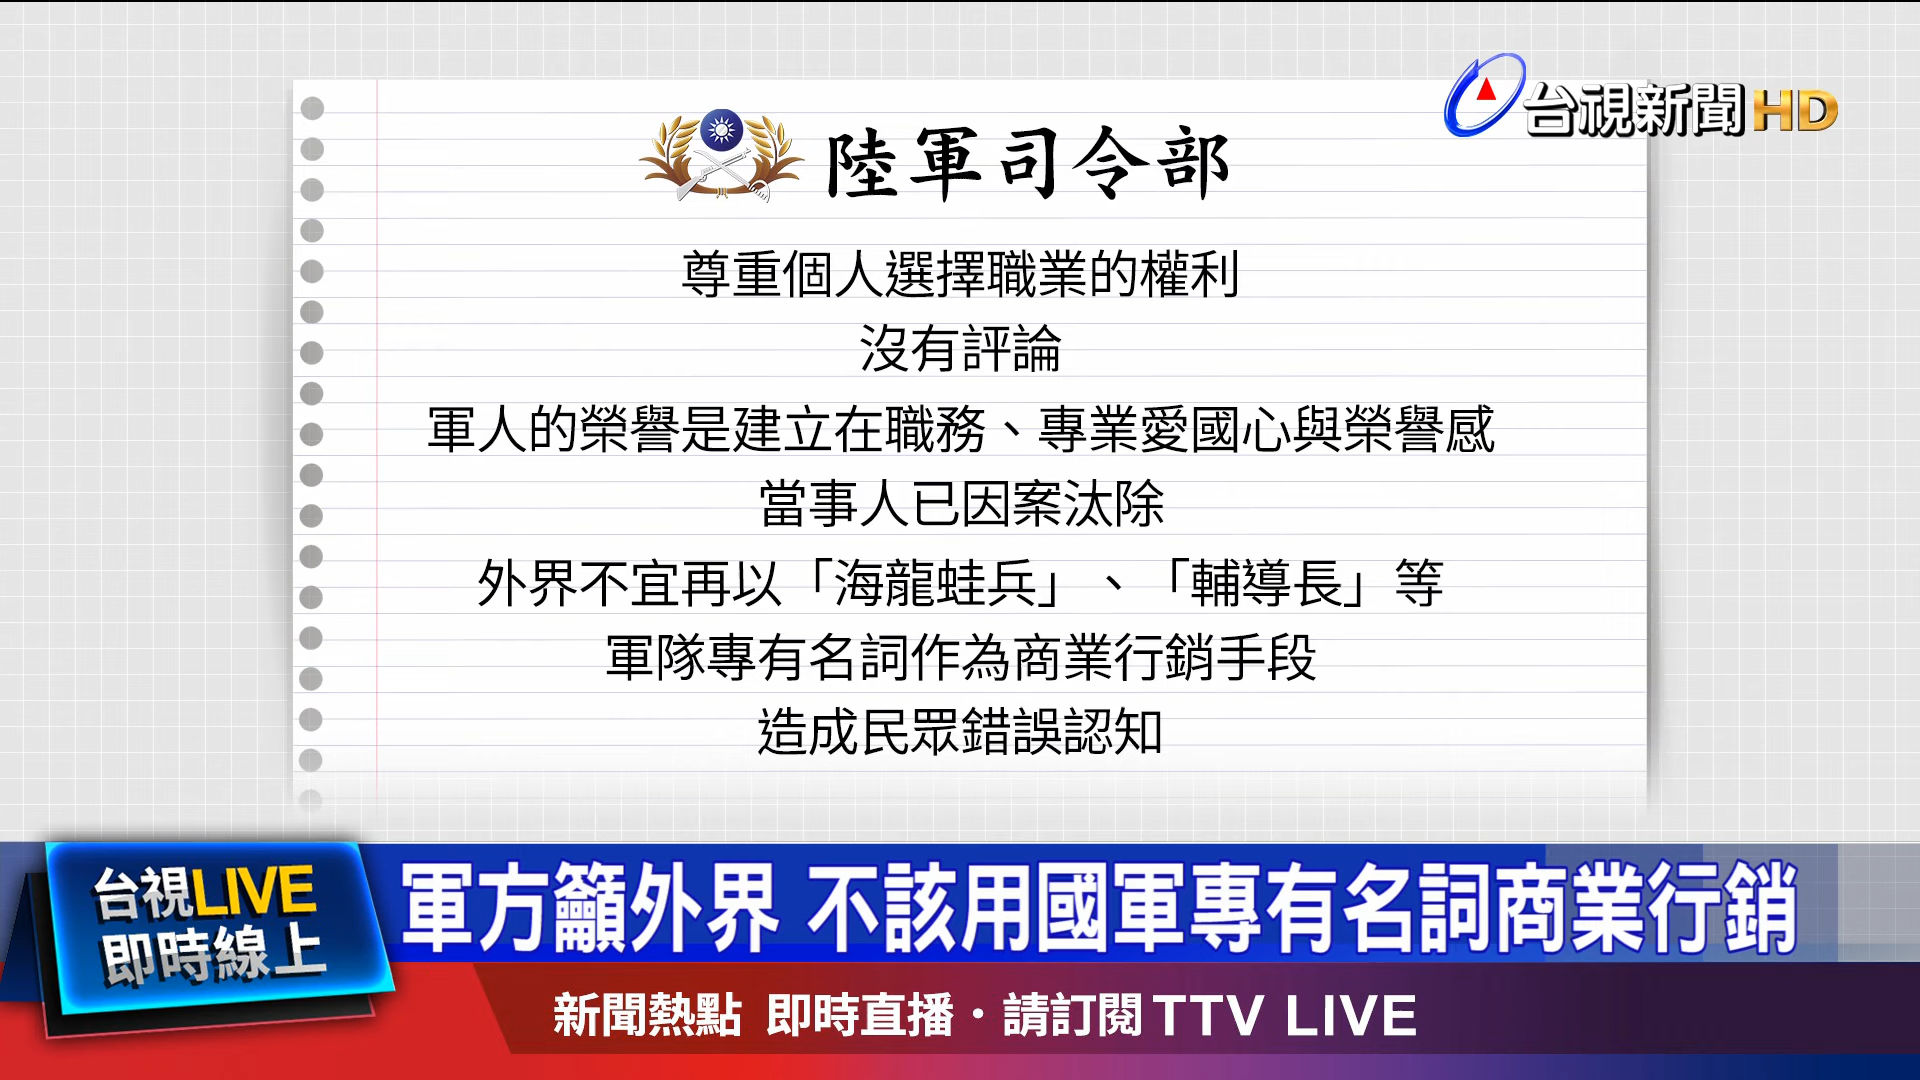 台視新聞HD
陸軍司令部
尊重個人選擇職業的權利
沒有評論
軍人的榮譽是建立在職務、專業愛國心與榮譽感
當事人已因案汰除
外界不宜再以「海龍蛙兵」、「輔導長」等
軍隊專有名詞作為商業行銷手段
造成民眾錯誤認知
台視LIVE
即時線上
軍方籲外界 不該用國軍專有名詞商業行銷
新聞熱點 即時直播·請訂閱TTV LIVE